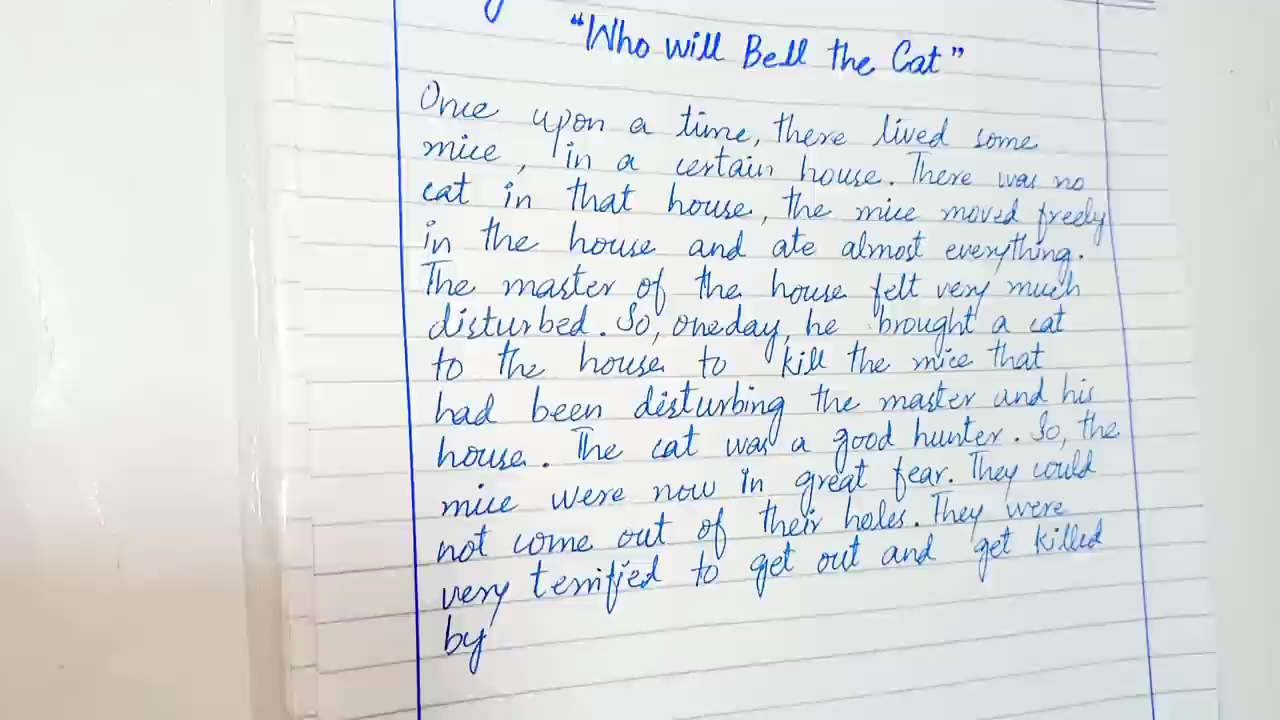 "Who will Bell the Cat"
Once upon a time, there lived some
mice, in a certain house. There was no
cat in that house, the mice moved freely
in the house and ate almost everything.
The master of the house felt very much
disturbed. So, oneday, he brought a cat
to the house to kill the mice that
had been disturbing the master and his
house. The cat was a good hunter. So, the
mice were now in great fear. They could
not come out of their holes. They were
very terrified to get out and get killed
by